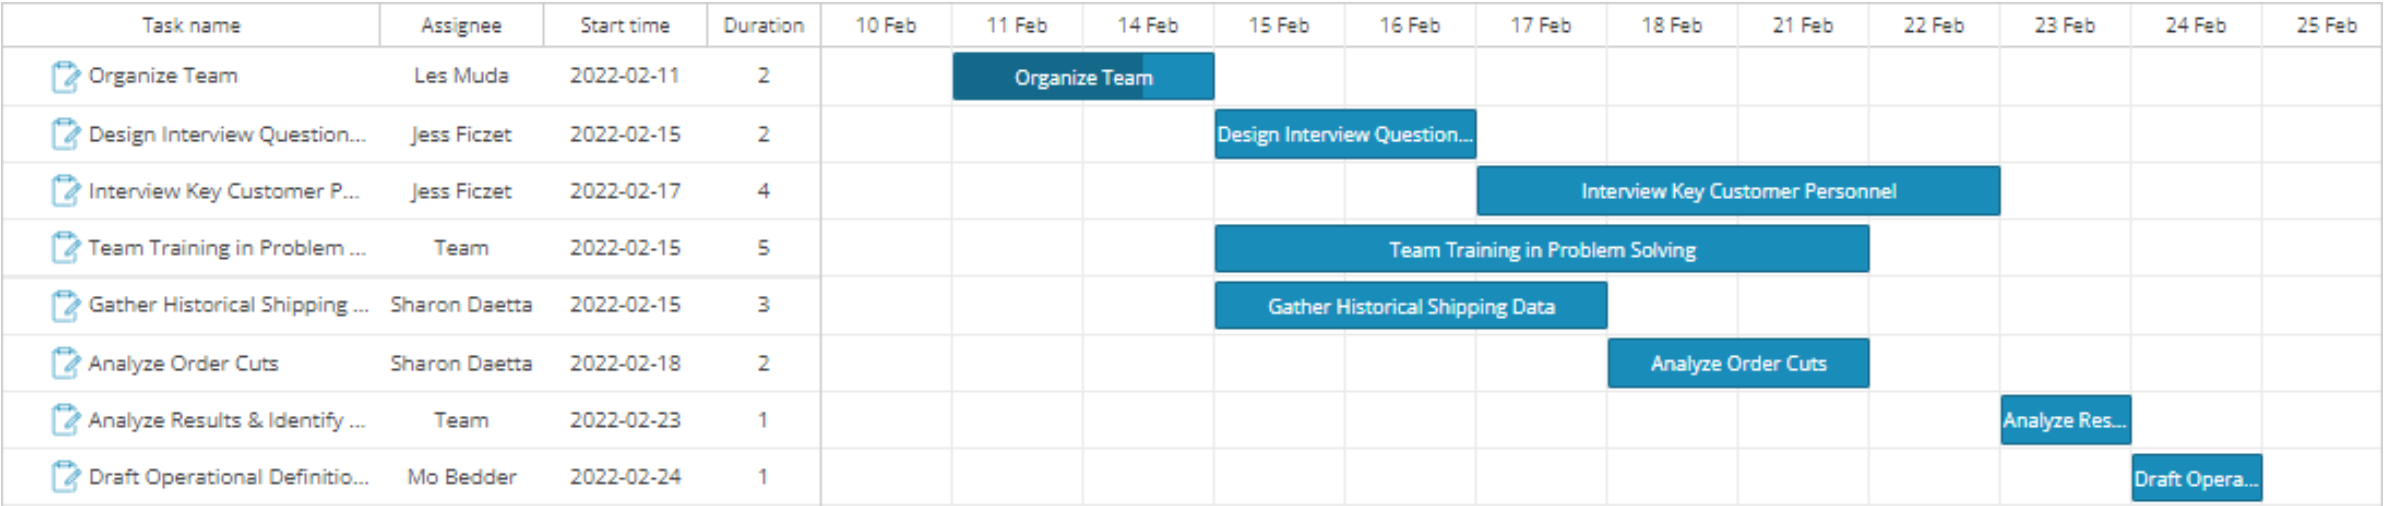 Task name Assignee Start time Duration 10 Feb 11 Feb 14 Feb 15 Feb 16 Feb 17 Feb 18 Feb 21 Feb 22 Feb 23 Feb 24 Feb 25 Feb
Organize Team Les Muda 2022-02-11 2 Organize Team
Design Interview Question... Jess Ficzet 2022-02-15 2 Design Interview Question...
Interview Key Customer P... Jess Ficzet 2022-02-17 4 Interview Key Customer Personnel
Team Training in Problem ... Team 2022-02-15 5 Team Training in Problem Solving
Gather Historical Shipping ... Sharon Daetta 2022-02-15 3 Gather Historical Shipping Data
Analyze Order Cuts Sharon Daetta 2022-02-18 2 Analyze Order Cuts
Analyze Results & Identify ... Team 2022-02-23 1 Analyze Res...
Draft Operational Definitio... Mo Bedder 2022-02-24 1 Draft Opera...